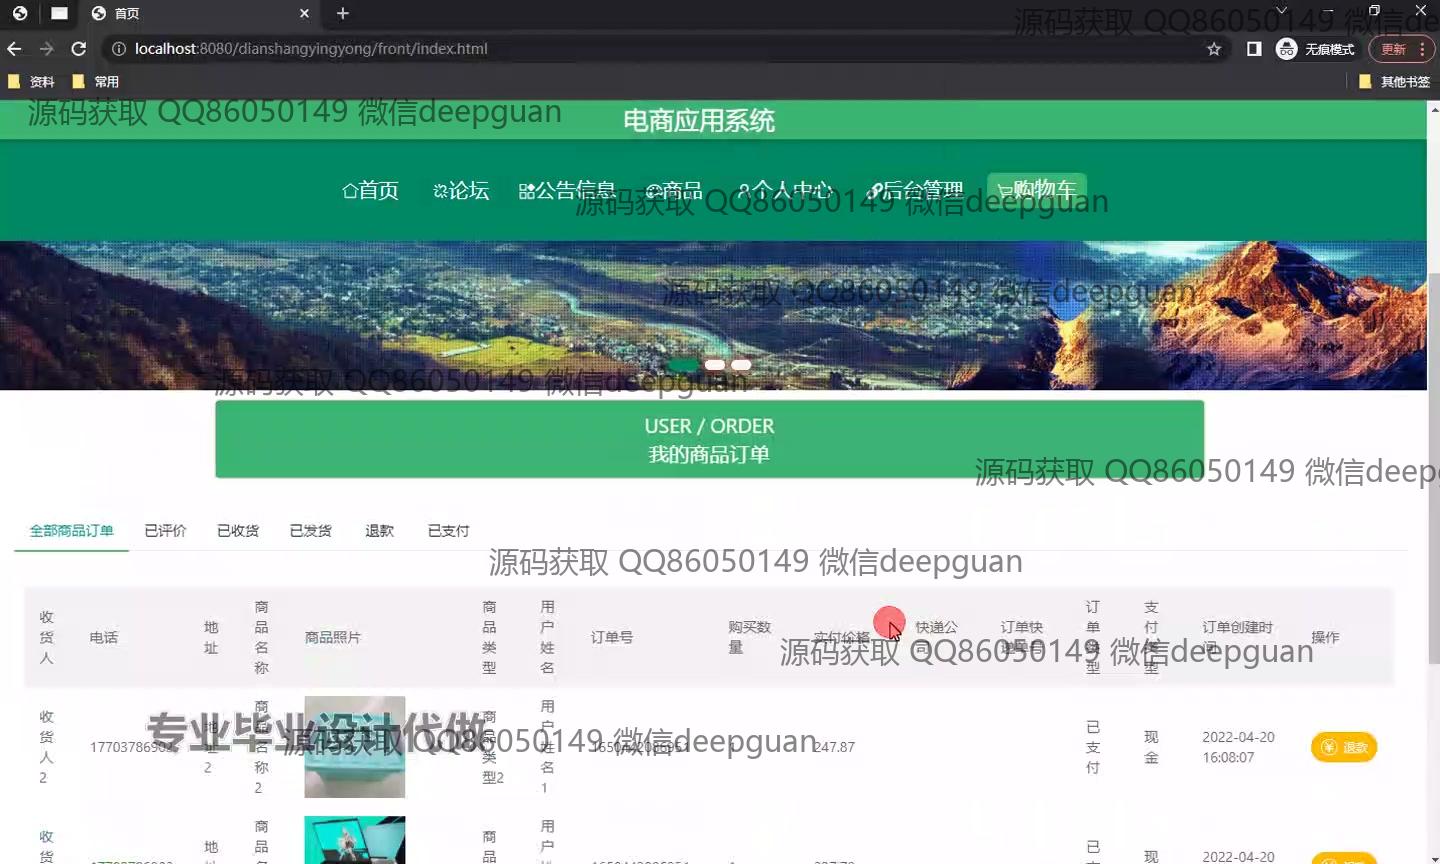 首页
localhost:8080/dianshangyingyong/front/index.html
无痕模式
更新
资料
常用
其他书签
源码获取 QQ86050149 微信de
源码获取 QQ86050149 微信deepguan
电商应用系统
首页
论坛
公告信息
商品
个人中心
后台管理
购物车
源码获取 QQ86050149 微信deepguan
源码获取 QQ86050149 微信deepguan
源码获取 QQ86050149 微信deepguan
USER / ORDER
我的商品订单
源码获取 QQ86050149 微信deep
全部商品订单
已评价
已收货
已发货
退款
已支付
源码获取 QQ86050149 微信deepguan
收货人
电话
地址
商品名称
商品照片
商品类型
用户姓名
订单号
购买数量
实付价格
快递公
订单快
订单类型
支付类型
订单创建时间
操作
源码获取 QQ86050149 微信deepguan
收货人2
17703786902
地址2
商品名称2
商品类型2
用户姓名1
247.87
已支付
现金
2022-04-20 16:08:07
退款
专业毕业设计代做
源码获取 QQ86050149 微信deepguan
收货
商品
用户
现
2022-04-20